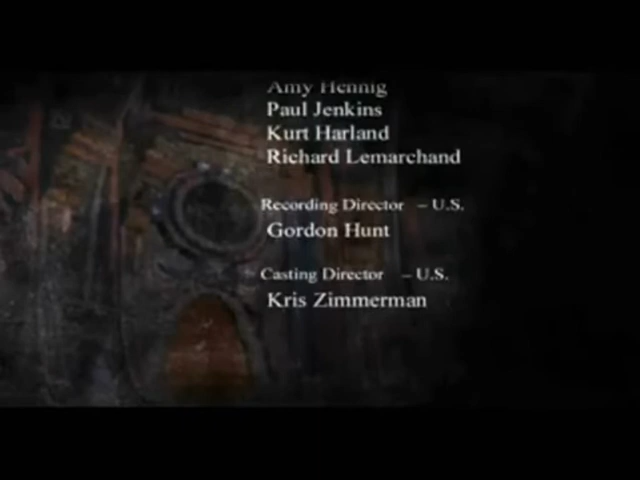 Amy Hennig
Paul Jenkins
Kurt Harland
Richard Lemarchand
Recording Director – U.S.
Gordon Hunt
Casting Director – U.S.
Kris Zimmerman